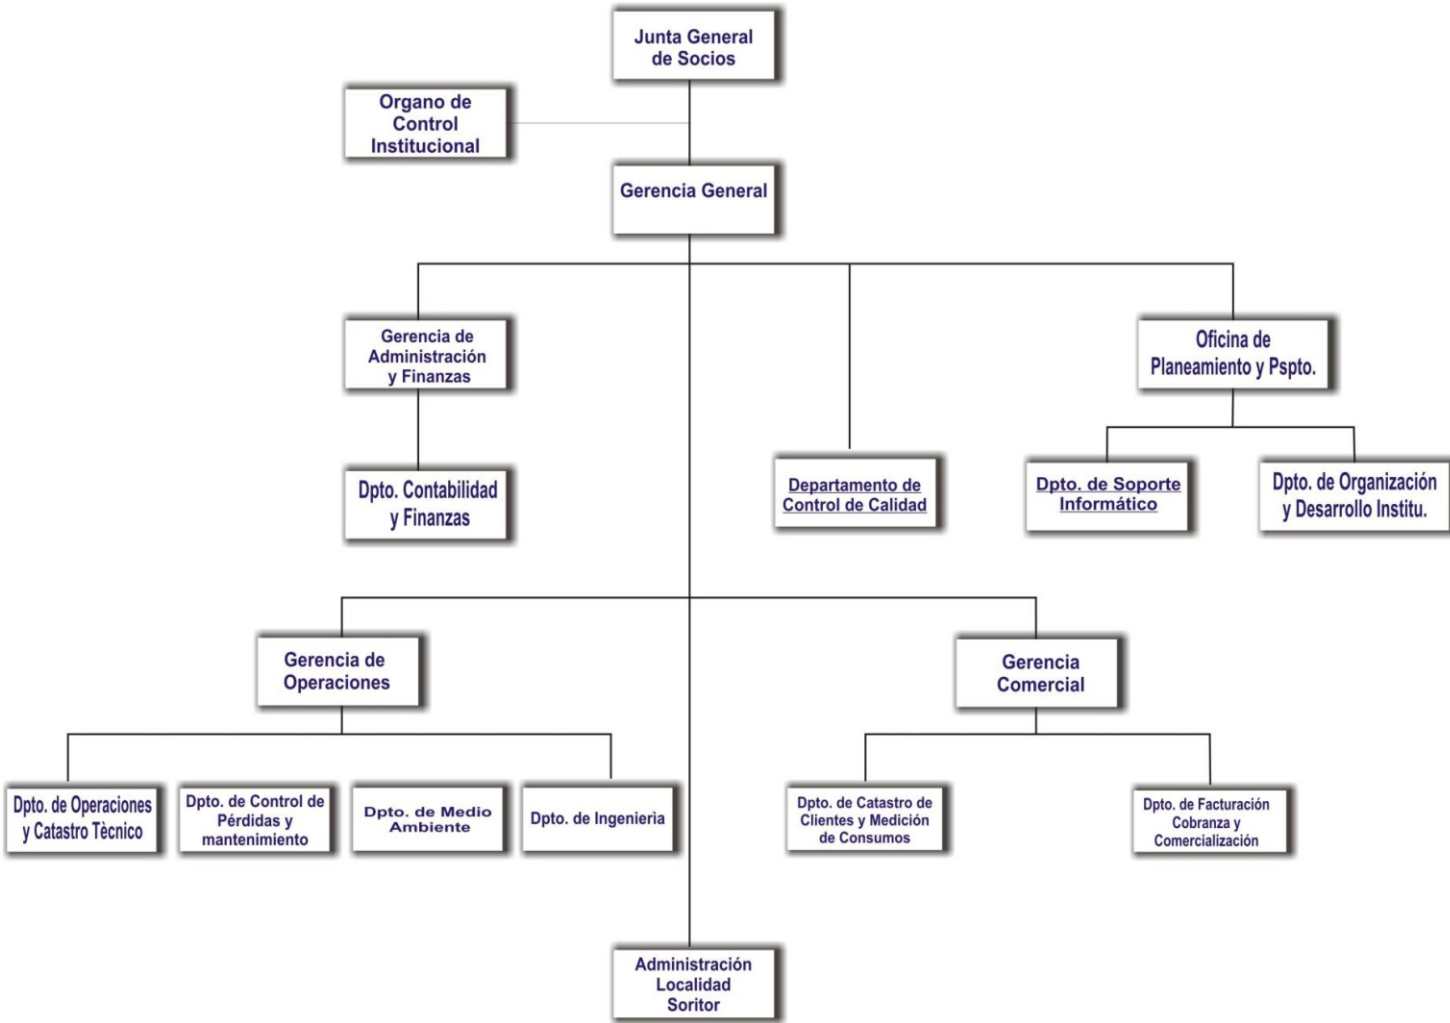 Junta General
de Socios
Organo de
Control
Institucional
Gerencia General
Gerencia de
Administración
y Finanzas
Oficina de
Planeamiento y Pspto.
Dpto. Contabilidad
y Finanzas
Departamento de
Control de Calidad
Dpto. de Soporte
Informático
Dpto. de Organización
y Desarrollo Institu.
Gerencia de
Operaciones
Gerencia
Comercial
Dpto. de Operaciones
y Catastro Tècnico
Dpto. de Control de
Pérdidas y
mantenimiento
Dpto. de Medio
Ambiente
Dpto. de Ingenierìa
Dpto. de Catastro de
Clientes y Medición
de Consumos
Dpto. de Facturación
Cobranza y
Comercialización
Administración
Localidad
Soritor